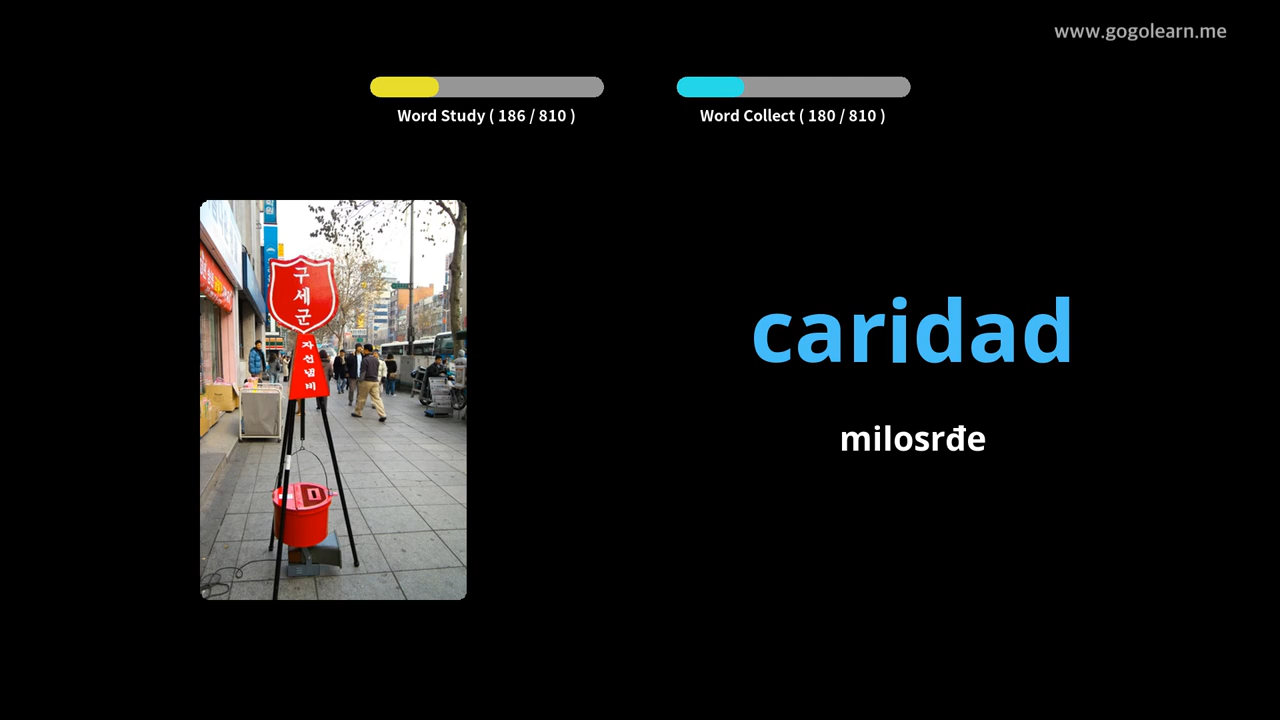 www.gogolearn.me
Word Study ( 186 / 810 )
Word Collect ( 180 / 810 )
구세군
자선냄비
caridad
milosrđe